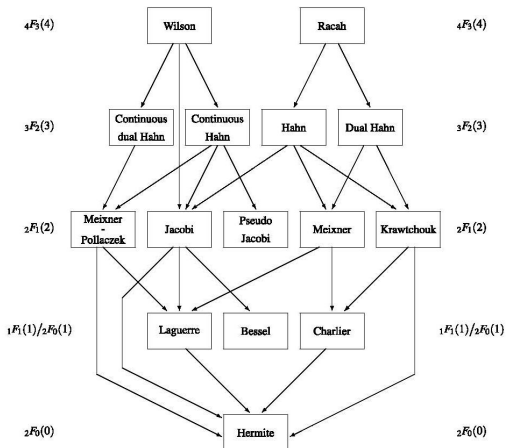 ₄F₃(4) Wilson Racah ₄F₃(4)
₃F₂(3) Continuous dual Hahn Continuous Hahn Hahn Dual Hahn ₃F₂(3)
₂F₁(2) Meixner - Pollaczek Jacobi Pseudo Jacobi Meixner Krawtchouk ₂F₁(2)
₁F₁(1)/₂F₀(1) Laguerre Bessel Charlier ₁F₁(1)/₂F₀(1)
₂F₀(0) Hermite ₂F₀(0)